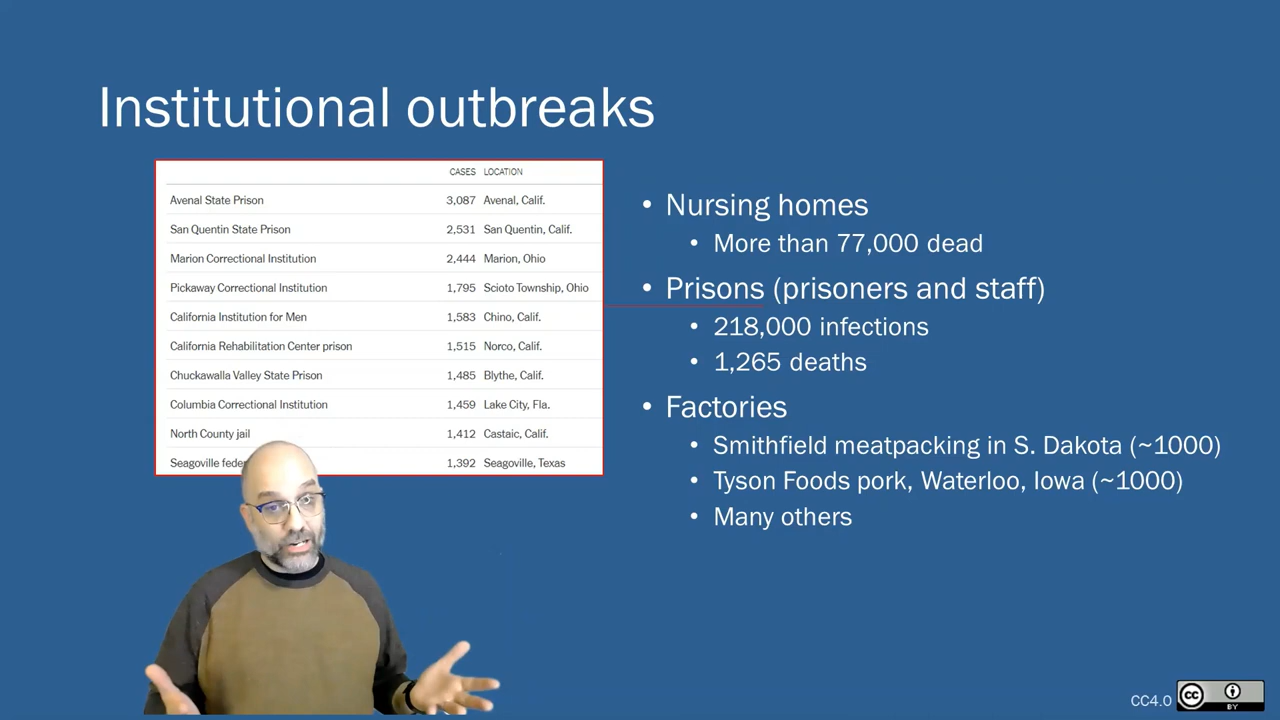 Institutional outbreaks
CASES LOCATION
Avenal State Prison 3,087 Avenal, Calif.
San Quentin State Prison 2,531 San Quentin, Calif.
Marion Correctional Institution 2,444 Marion, Ohio
Pickaway Correctional Institution 1,795 Scioto Township, Ohio
California Institution for Men 1,583 Chino, Calif.
California Rehabilitation Center prison 1,515 Norco, Calif.
Chuckawalla Valley State Prison 1,485 Blythe, Calif.
Columbia Correctional Institution 1,459 Lake City, Fla.
North County jail 1,412 Castaic, Calif.
Seagoville 1,392 Seagoville, Texas
• Nursing homes
• More than 77,000 dead
• Prisons (prisoners and staff)
• 218,000 infections
• 1,265 deaths
• Factories
• Smithfield meatpacking in S. Dakota (~1000)
• Tyson Foods pork, Waterloo, Iowa (~1000)
• Many others
CC4.0
cc
BY